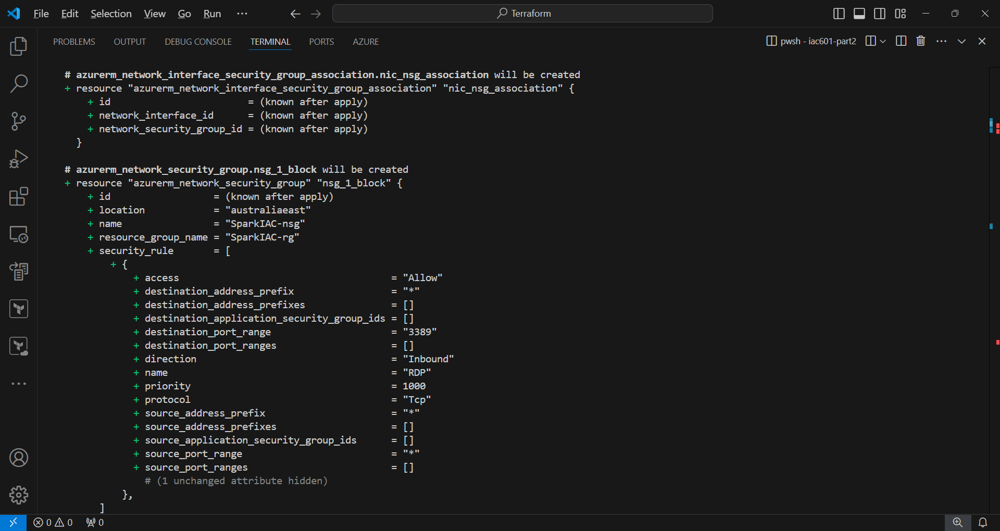 File Edit Selection View Go Run ··· Terraform
PROBLEMS OUTPUT DEBUG CONSOLE TERMINAL PORTS AZURE pwsh - iac601-part2
# azurerm_network_interface_security_group_association.nic_nsg_association will be created
+ resource "azurerm_network_interface_security_group_association" "nic_nsg_association" {
+ id = (known after apply)
+ network_interface_id = (known after apply)
+ network_security_group_id = (known after apply)
}
# azurerm_network_security_group.nsg_1_block will be created
+ resource "azurerm_network_security_group" "nsg_1_block" {
+ id = (known after apply)
+ location = "australiaeast"
+ name = "SparkIAC-nsg"
+ resource_group_name = "SparkIAC-rg"
+ security_rule = [
+ {
+ access = "Allow"
+ destination_address_prefix = "*"
+ destination_address_prefixes = []
+ destination_application_security_group_ids = []
+ destination_port_range = "3389"
+ destination_port_ranges = []
+ direction = "Inbound"
+ name = "RDP"
+ priority = 1000
+ protocol = "Tcp"
+ source_address_prefix = "*"
+ source_address_prefixes = []
+ source_application_security_group_ids = []
+ source_port_range = "*"
+ source_port_ranges = []
# (1 unchanged attribute hidden)
},
]
0 0 0